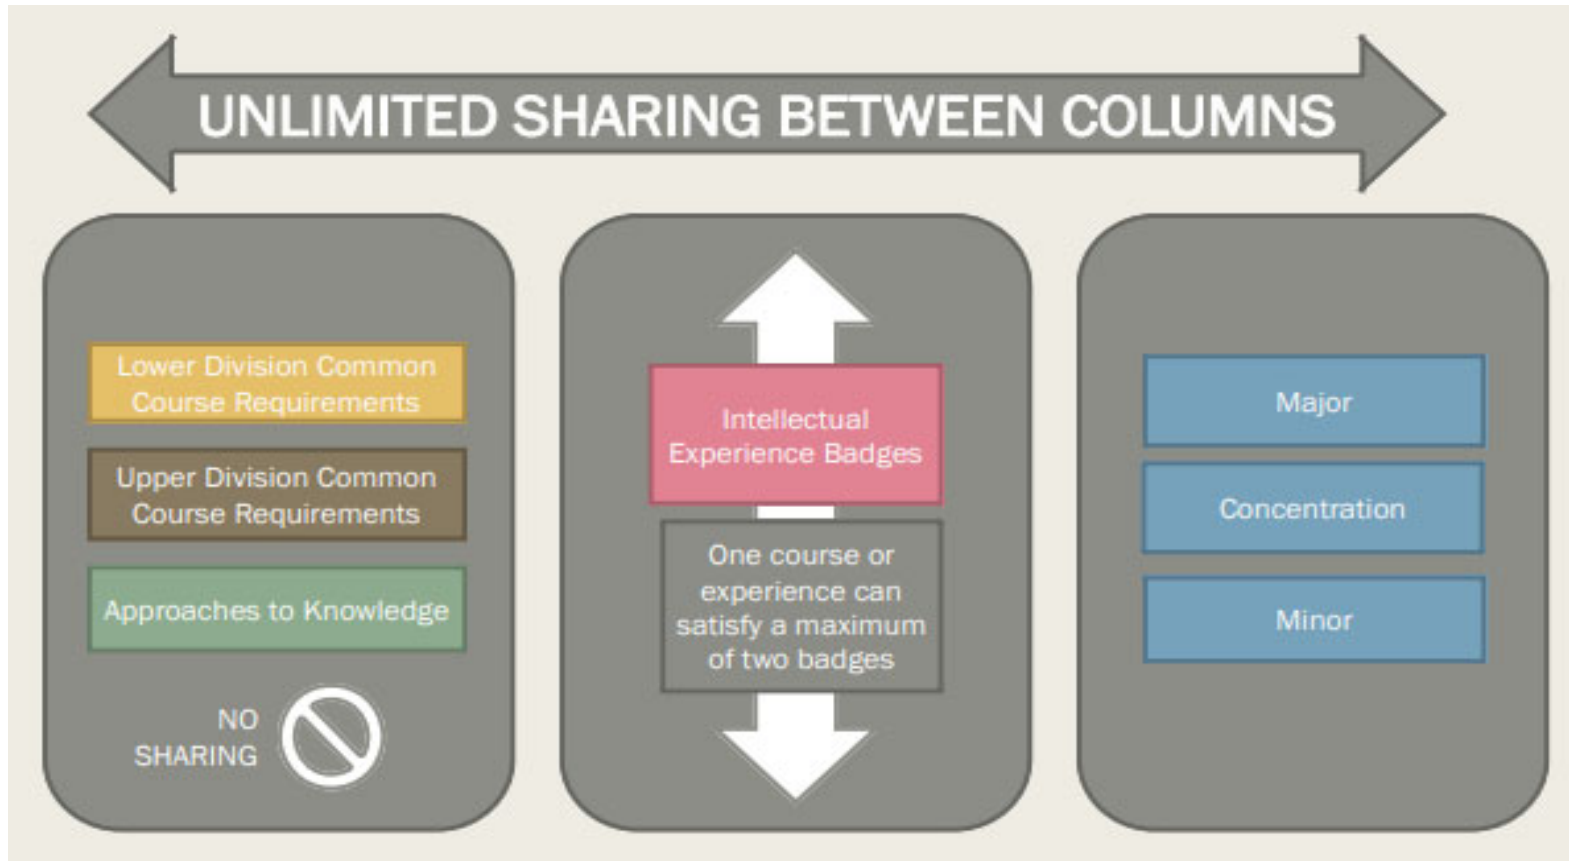 UNLIMITED SHARING BETWEEN COLUMNS
Lower Division Common
Course Requirements
Upper Division Common
Course Requirements
Approaches to Knowledge
NO
SHARING
Intellectual
Experience Badges
One course or
experience can
satisfy a maximum
of two badges
Major
Concentration
Minor